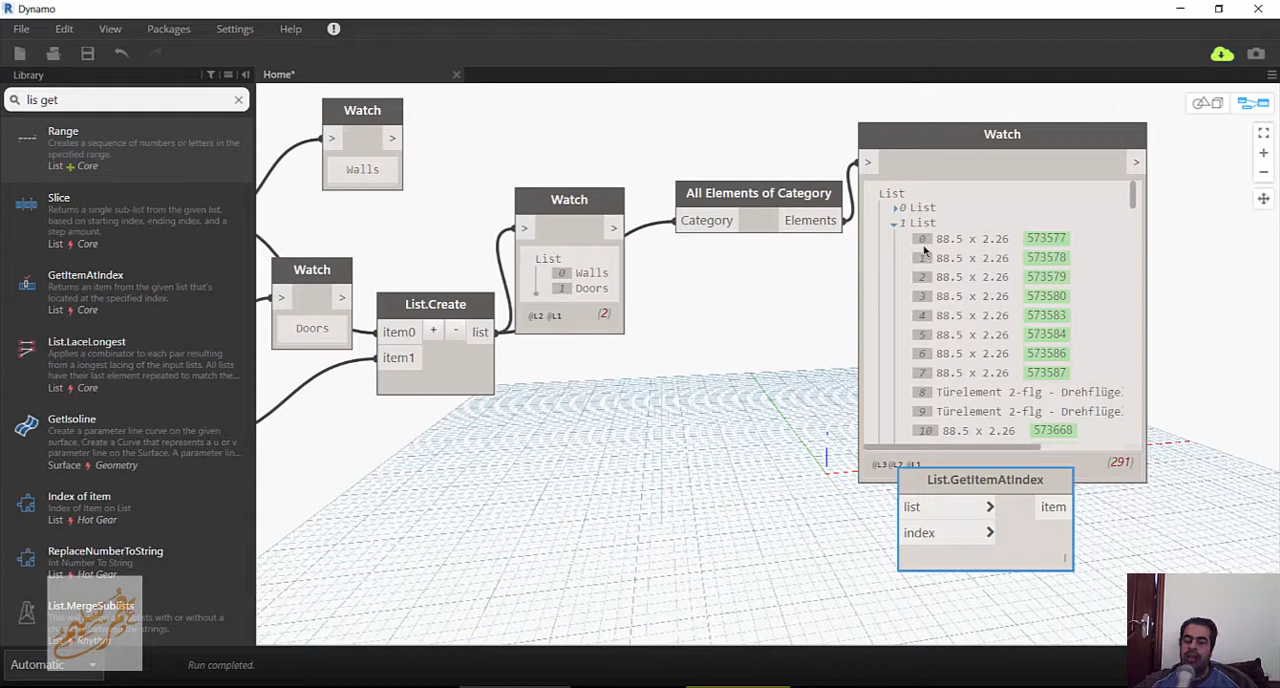 Dynamo
File Edit View Packages Settings Help
Library
Home*
lis get
Range
Creates a sequence of numbers or letters in the
specified range.
List Core
Slice
Returns a single sub-list from the given list,
based on starting index, ending index, and a
step amount.
List Core
GetItemAtIndex
Returns an item from the given list that's
located at the specified index.
List Core
List.LaceLongest
Applies a combinator to each pair resulting
from a longest lacing of the input lists. All lists
have their last element repeated to match the...
List Core
GetIsoline
Create a parameter line curve on the given
surface. Create a Curve that represents a u or v
parameter line on the Surface. A parameter li...
Surface Geometry
Index of item
Index of Item on List
List Hot Gear
ReplaceNumberToString
Int Number To String
List Hot Gear
List.MergeSublists
List Rhythm
Automatic
Run completed.
Watch
> >
Walls
Watch
> >
Doors
List.Create
item0 + - list
item1
Watch
> >
List
0 Walls
1 Doors
@L2 @L1 (2)
All Elements of Category
Category Elements
Watch
> >
List
0 List
1 List
0 88.5 x 2.26 573577
1 88.5 x 2.26 573578
2 88.5 x 2.26 573579
3 88.5 x 2.26 573580
4 88.5 x 2.26 573583
5 88.5 x 2.26 573584
6 88.5 x 2.26 573586
7 88.5 x 2.26 573587
8 Türelement 2-flg - Drehflüge
9 Türelement 2-flg - Drehflüge
10 88.5 x 2.26 573668
@L3 @L2 @L1 (291)
List.GetItemAtIndex
list > item
index >